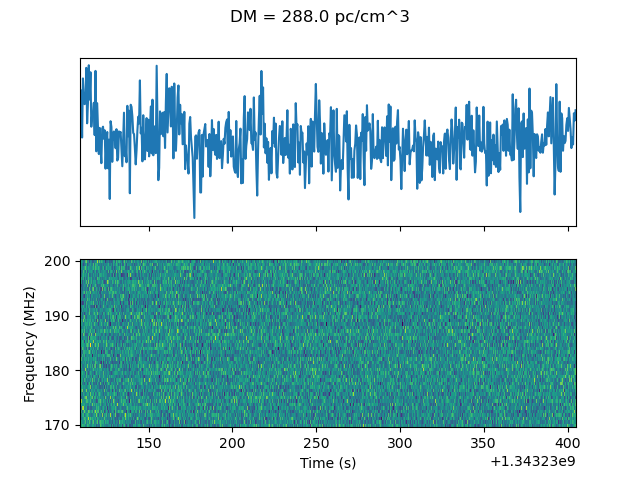 DM = 288.0 pc/cm^3
200
190
180
170
Frequency (MHz)
150 200 250 300 350 400
Time (s)
+1.34323e9